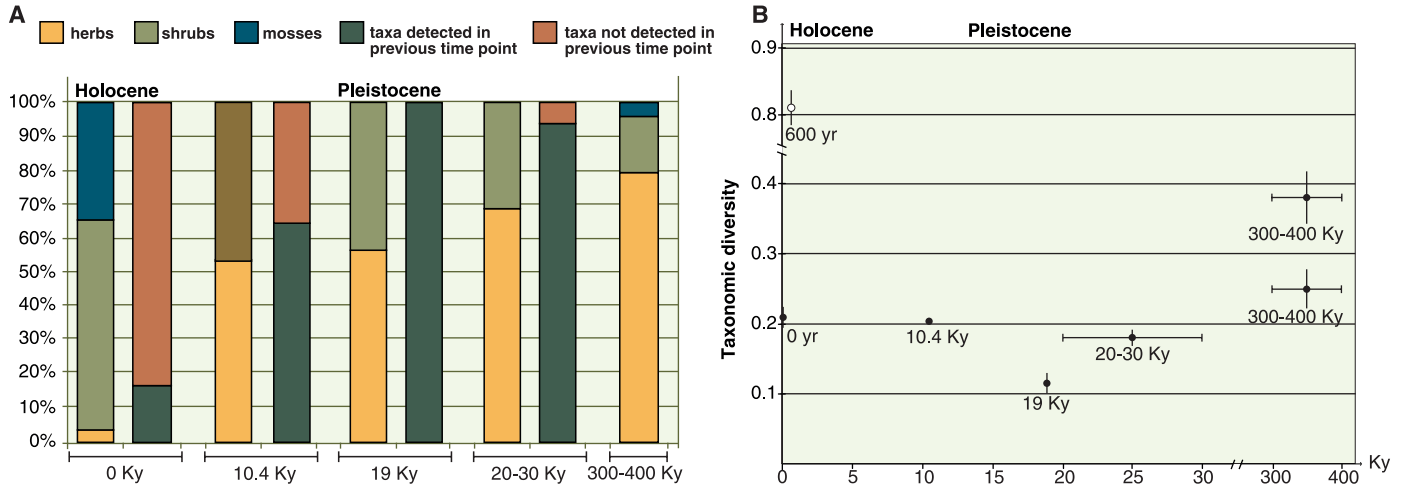 A
herbs
shrubs
mosses
taxa detected in
previous time point
taxa not detected in
previous time point
Holocene
Pleistocene
100%
90%
80%
70%
60%
50%
40%
30%
20%
10%
0%
0 Ky
10.4 Ky
19 Ky
20-30 Ky
300-400 Ky
B
Holocene
Pleistocene
Taxonomic diversity
0.9
0.8
0.4
0.3
0.2
0.1
600 yr
300-400 Ky
300-400 Ky
0 yr
10.4 Ky
20-30 Ky
19 Ky
0
5
10
15
20
25
30
300
400
Ky